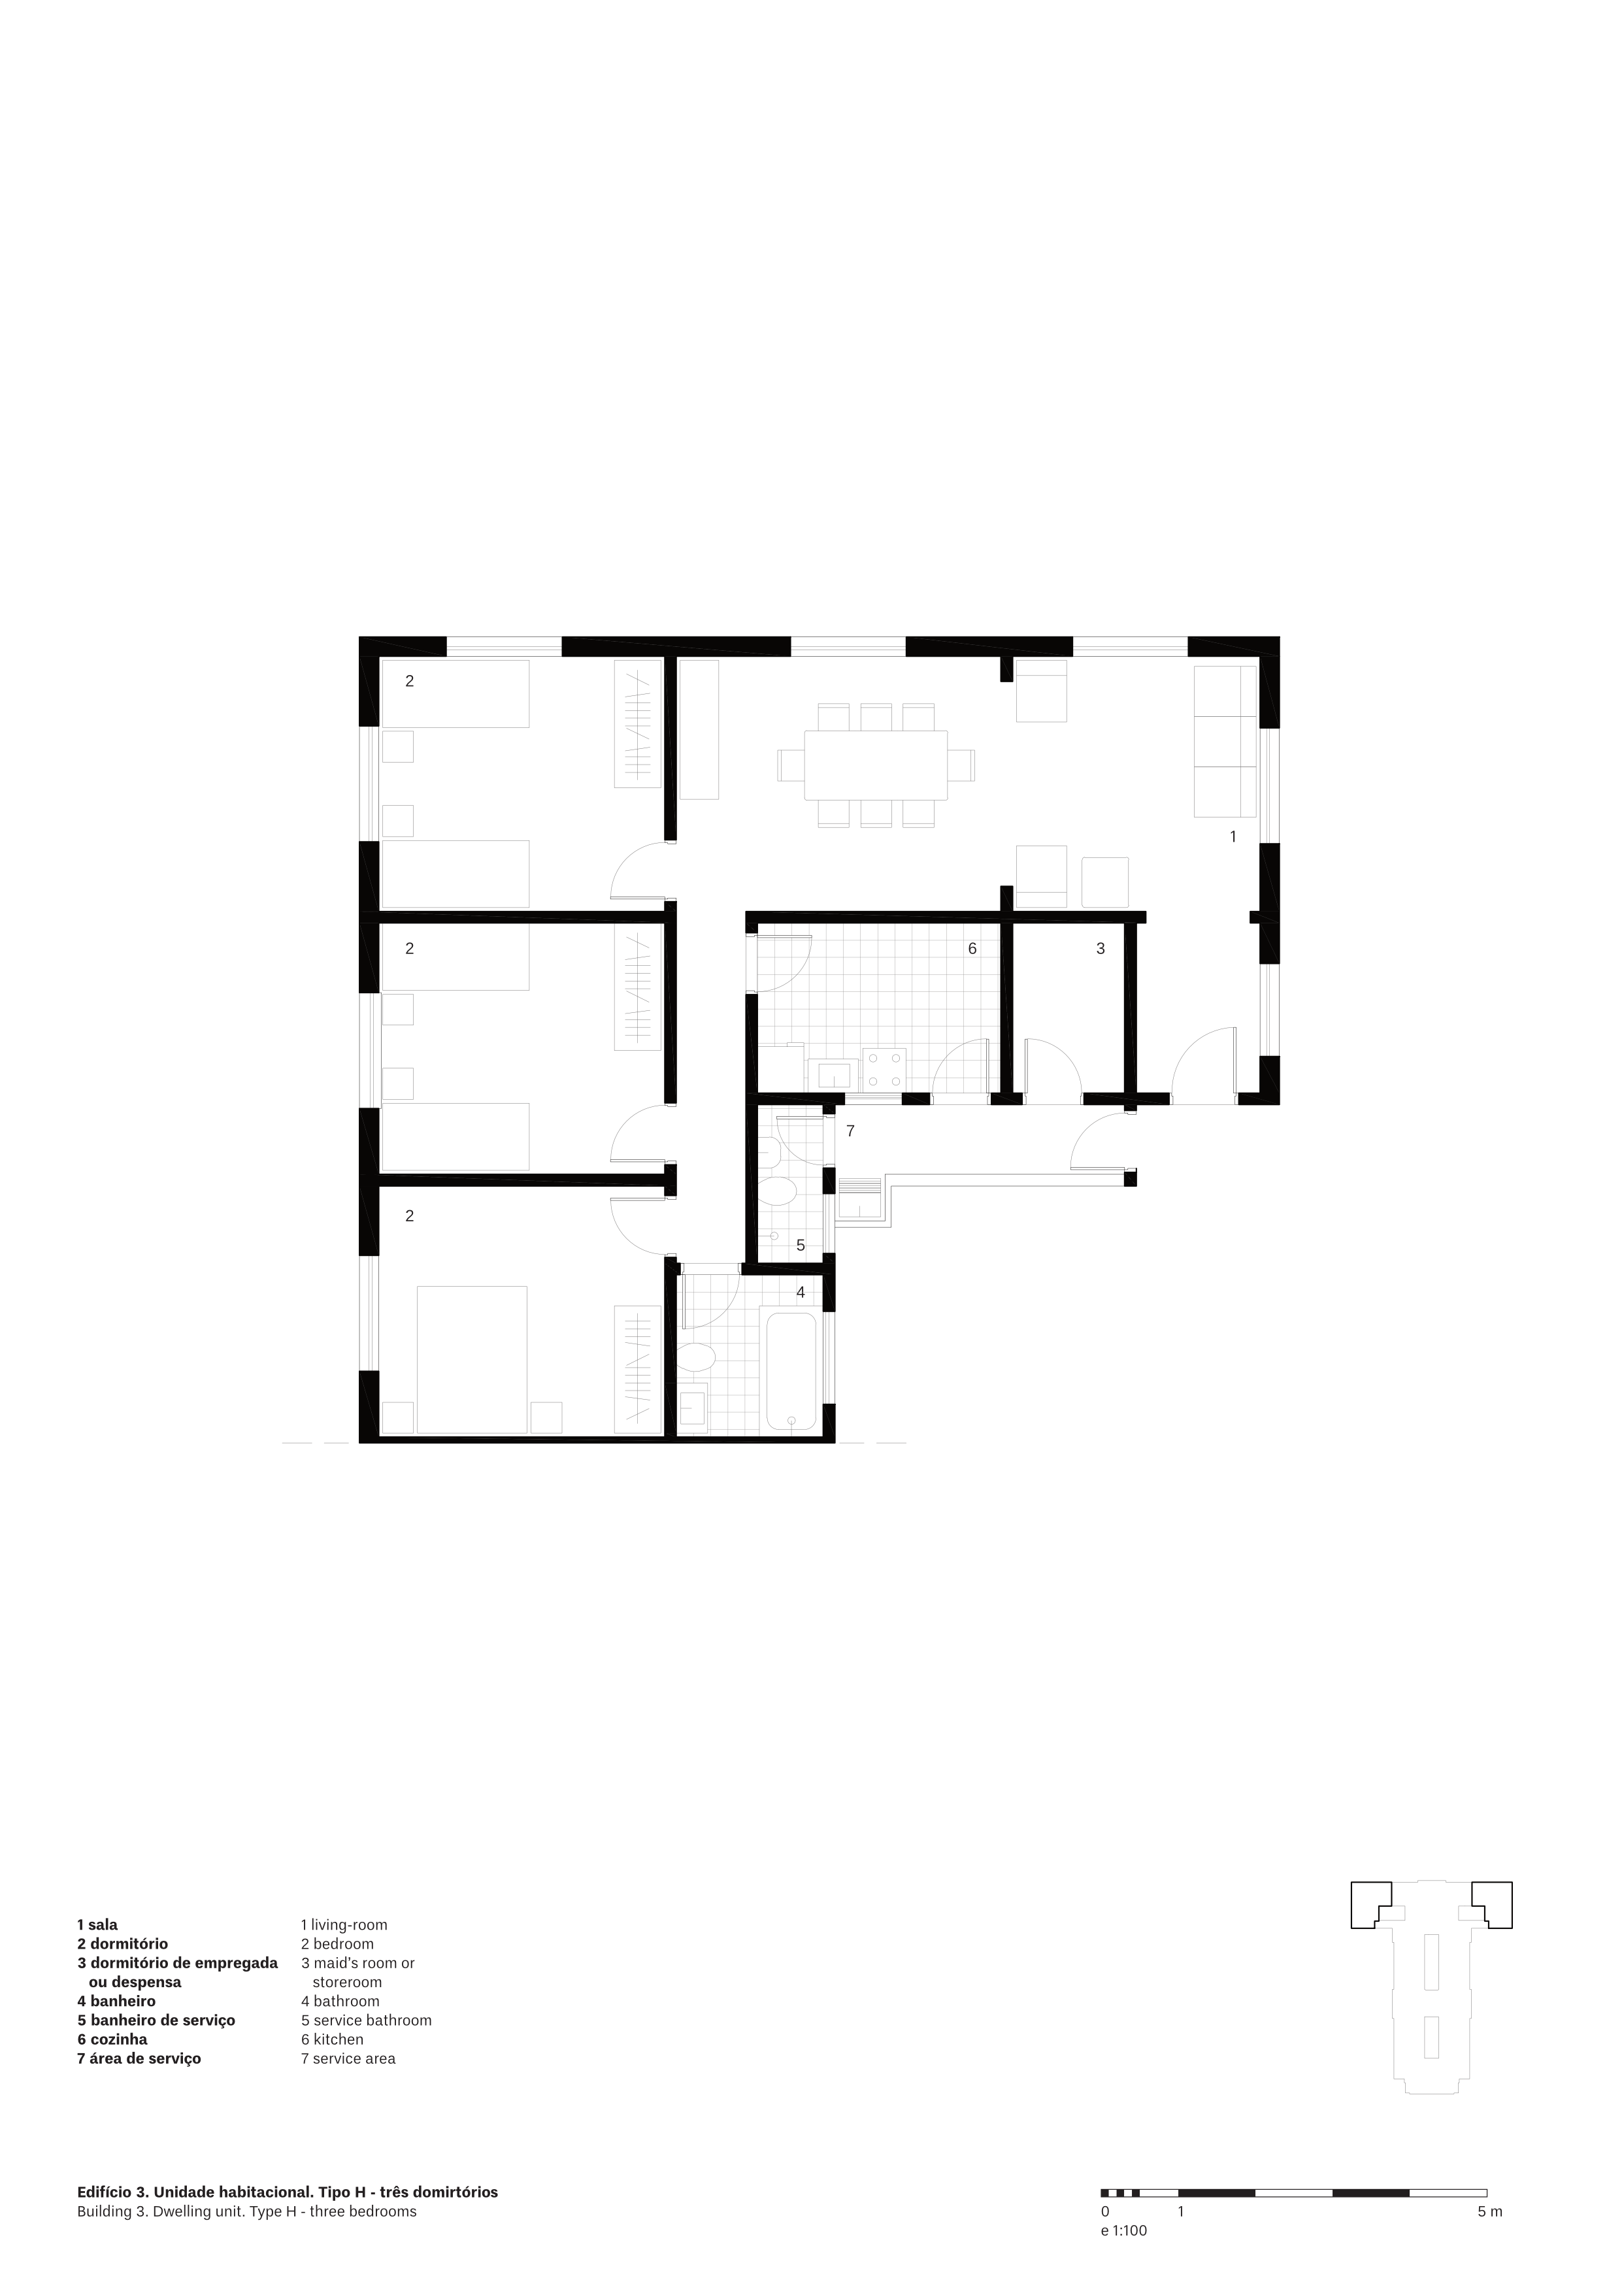 2
1
2
6
3
7
2
5
4
1 sala
2 dormitório
3 dormitório de empregada
ou despensa
4 banheiro
5 banheiro de serviço
6 cozinha
7 área de serviço
1 living-room
2 bedroom
3 maid's room or
storeroom
4 bathroom
5 service bathroom
6 kitchen
7 service area
Edifício 3. Unidade habitacional. Tipo H - três domirtórios
Building 3. Dwelling unit. Type H - three bedrooms
0 1 5 m
e 1:100